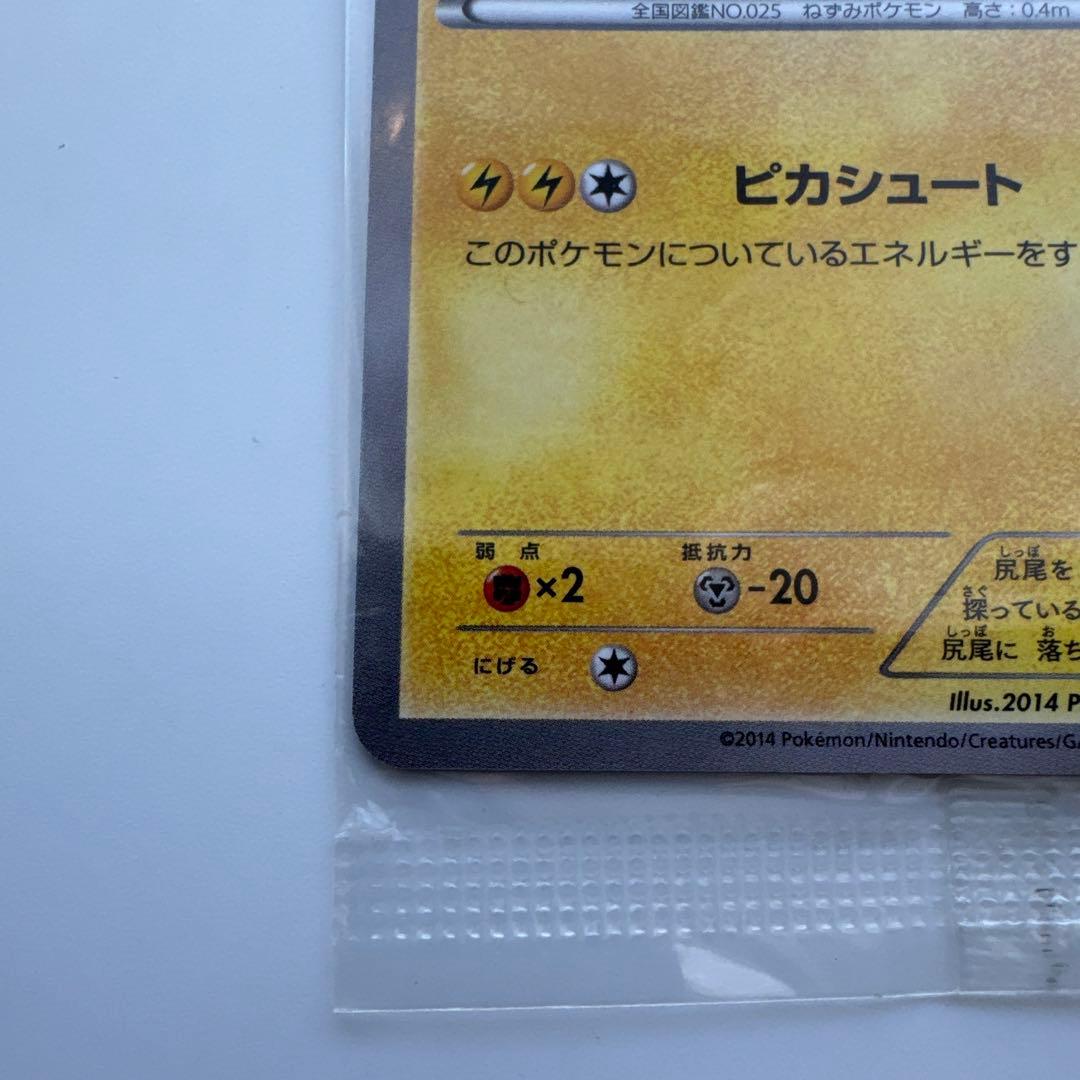 全国図鑑NO.025 ねずみポケモン 高さ：0.4m
ピカシュート
このポケモンについているエネルギーをす
弱点 抵抗力
×2 −20
しっぽ
尻尾を
さぐ
探っている
にげる
しっぽ お
尻尾に 落ち
Illus.2014 P
©2014 Pokémon/Nintendo/Creatures/GA